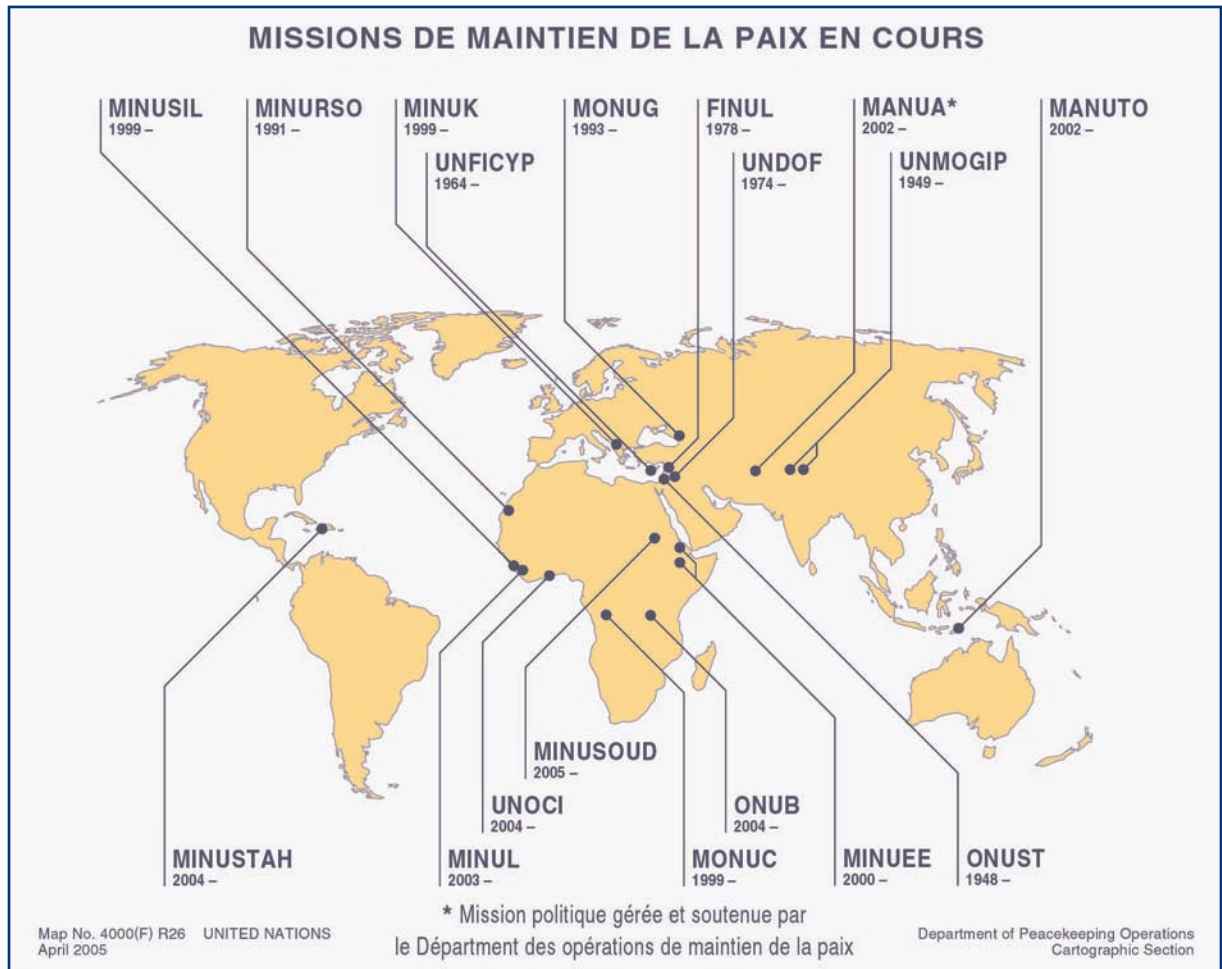 MISSIONS DE MAINTIEN DE LA PAIX EN COURS
MINUSIL
1999 –
MINURSO
1991 –
MINUK
1999 –
MONUG
1993 –
FINUL
1978 –
MANUA*
2002 –
MANUTO
2002 –
UNFICYP
1964 –
UNDOF
1974 –
UNMOGIP
1949 –
MINUSOUD
2005 –
UNOCI
2004 –
ONUB
2004 –
MINUSTAH
2004 –
MINUL
2003 –
MONUC
1999 –
MINUEE
2000 –
ONUST
1948 –
* Mission politique gérée et soutenue par
le Départment des opérations de maintien de la paix
Map No. 4000(F) R26 UNITED NATIONS
April 2005
Department of Peacekeeping Operations
Cartographic Section